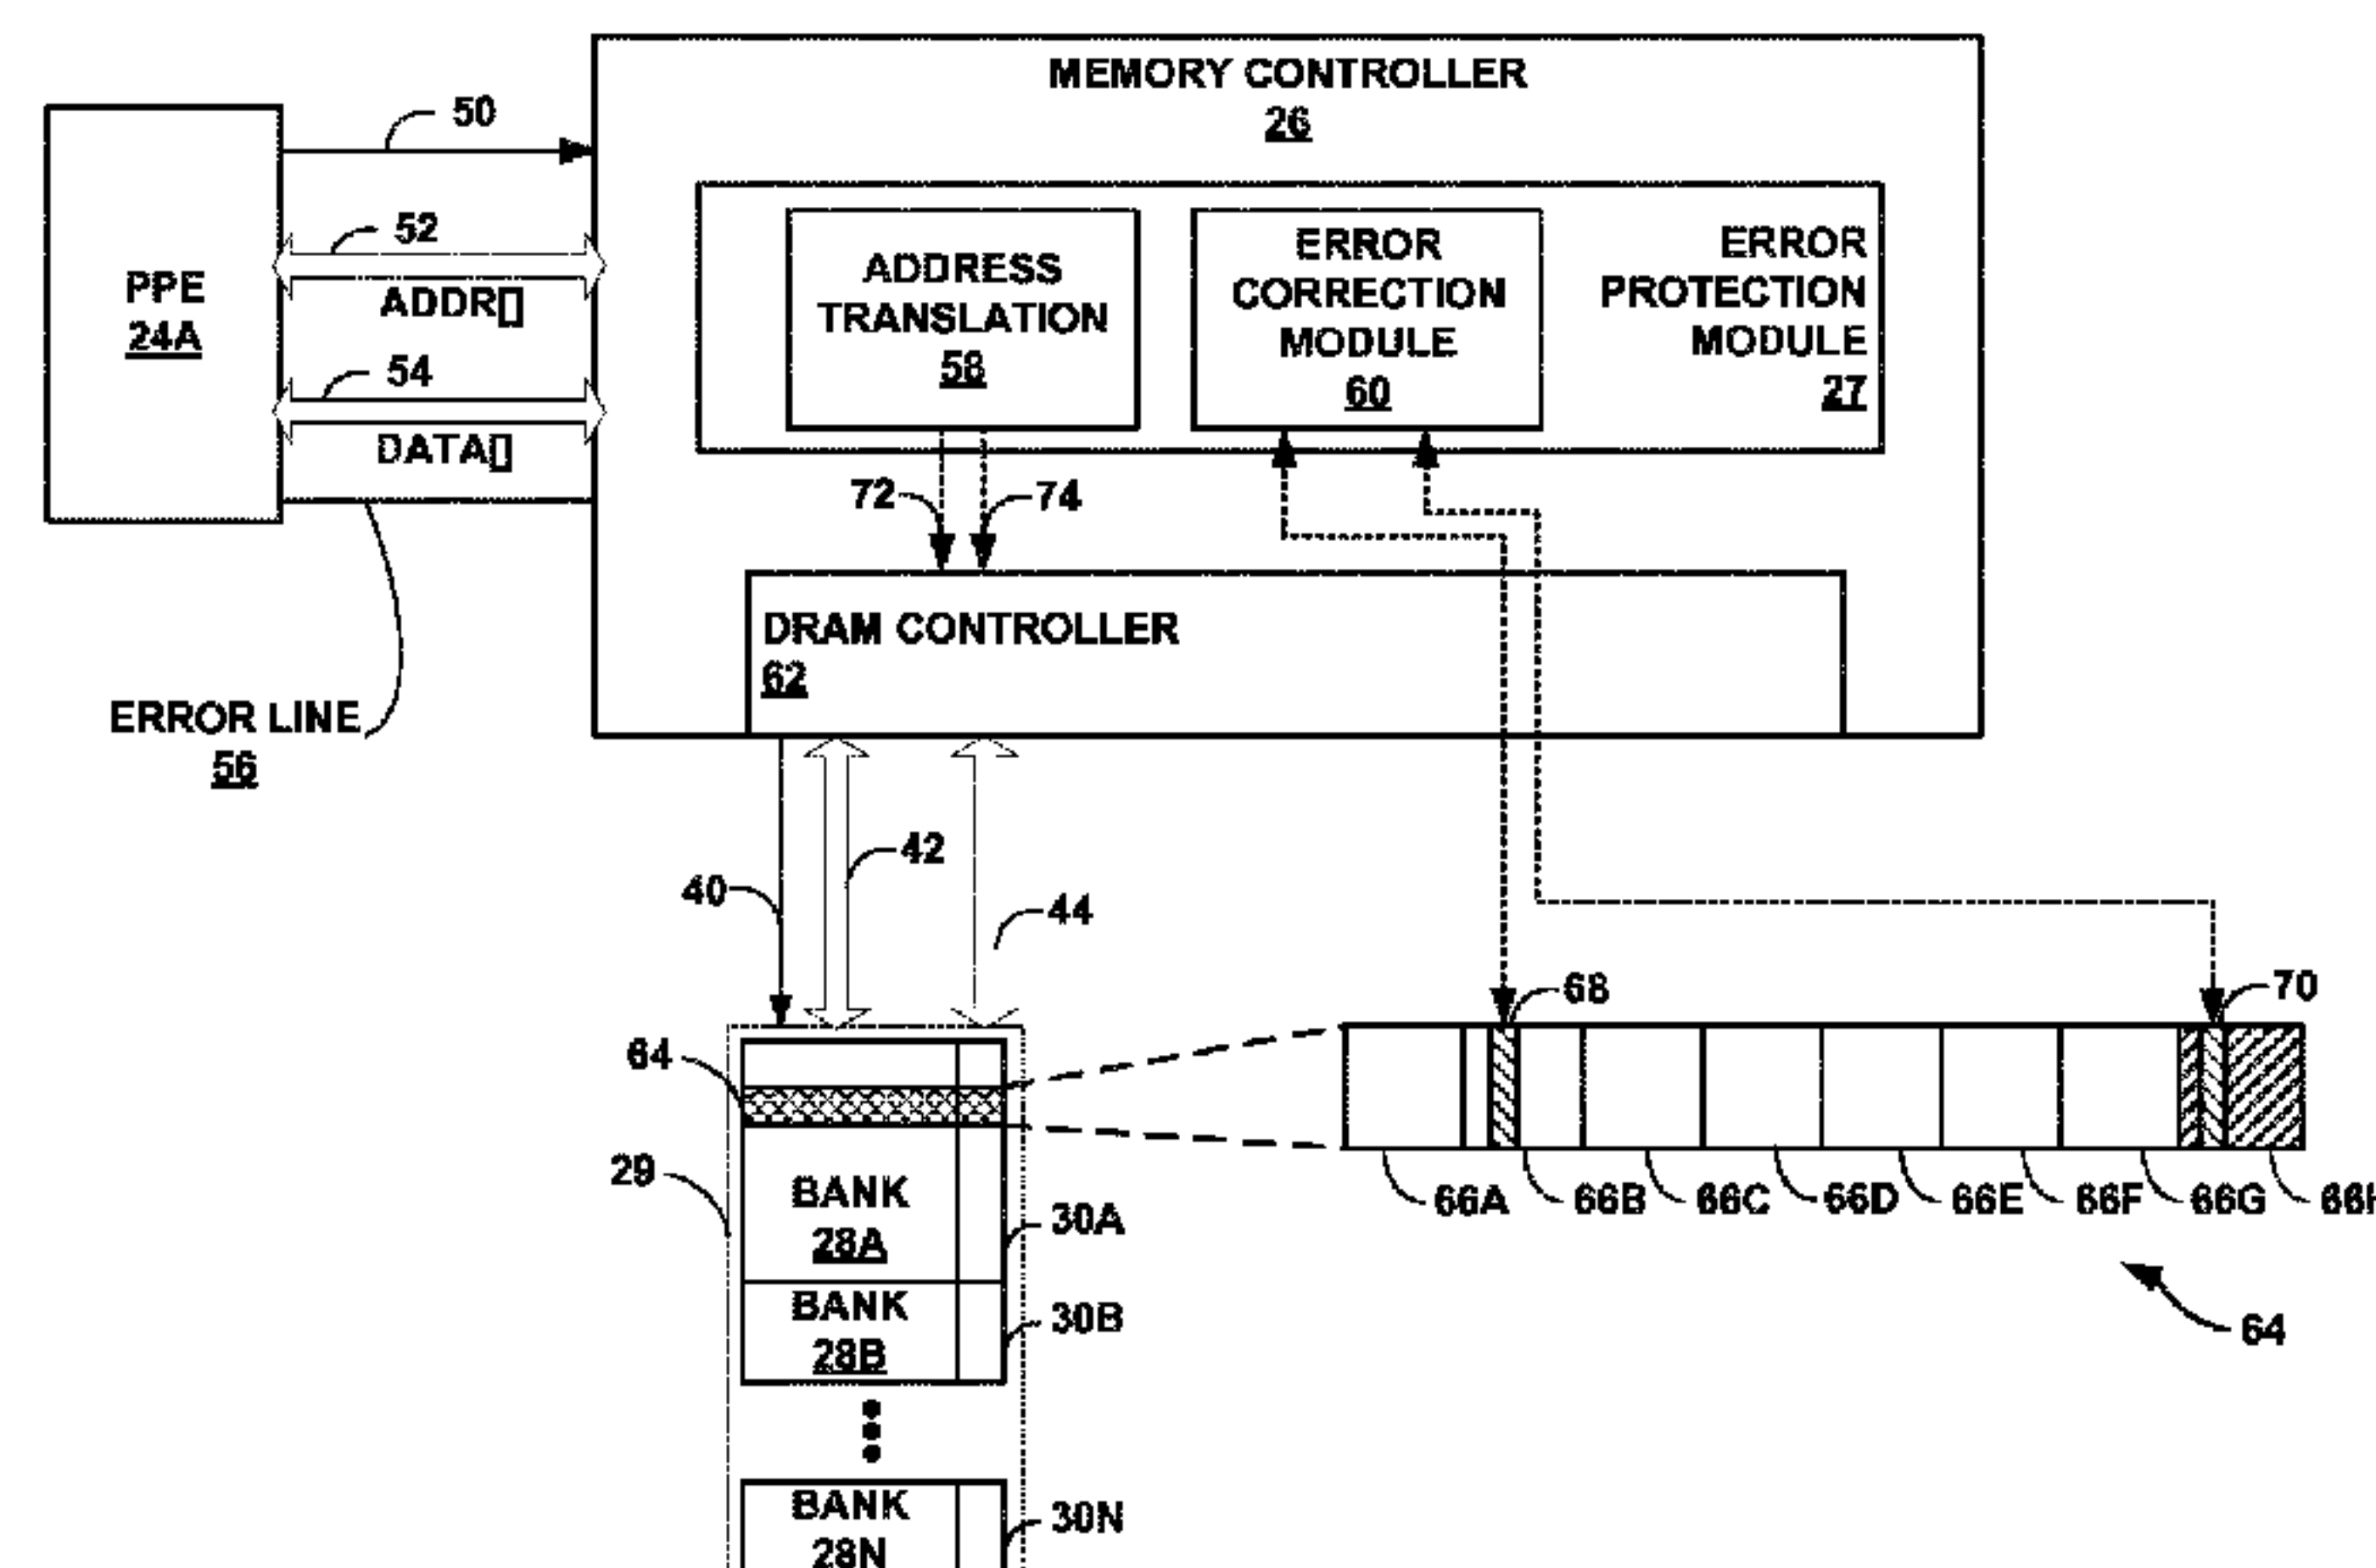 MEMORY CONTROLLER
26
50
PPE
24A
52
ADDR[]
54
DATA[]
ADDRESS
TRANSLATION
58
ERROR
CORRECTION
MODULE
60
ERROR
PROTECTION
MODULE
27
72
74
DRAM CONTROLLER
62
ERROR LINE
56
40
42
44
68
70
64
29
BANK
28A
30A
BANK
28B
30B
BANK
28N
30N
66A
66B
66C
66D
66E
66F
66G
64